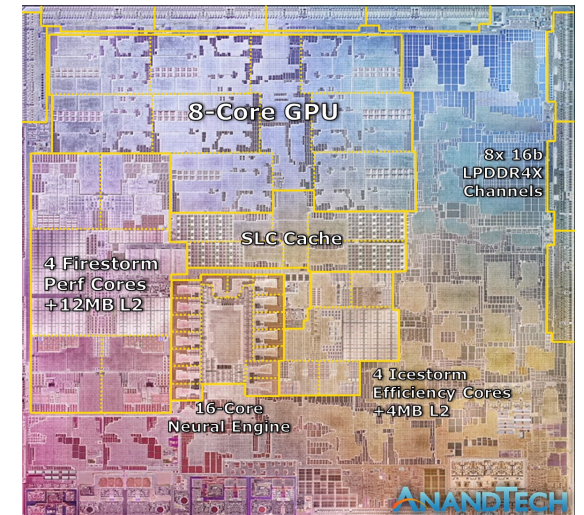 8-Core GPU
8x 16b
LPDDR4X
Channels
SLC Cache
4 Firestorm
Perf Cores
+12MB L2
4 Icestorm
Efficiency Cores
+4MB L2
16-Core
Neural Engine
ANANDTECH